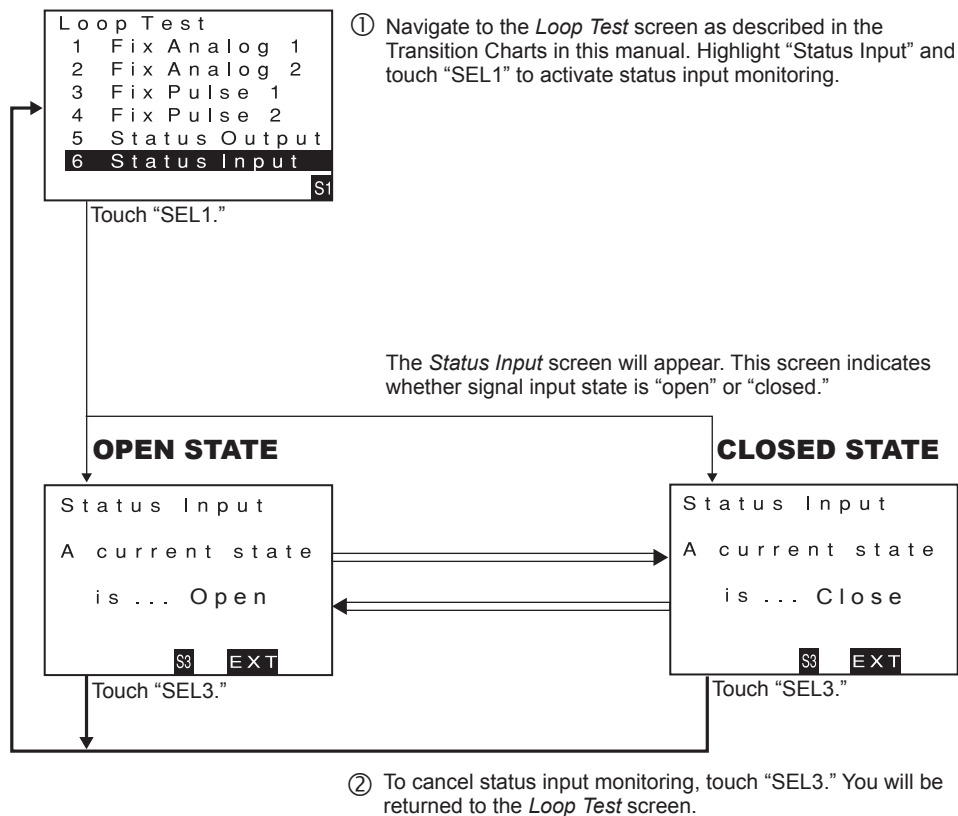 Loop Test
1 Fix Analog 1
2 Fix Analog 2
3 Fix Pulse 1
4 Fix Pulse 2
5 Status Output
6 Status Input
S1
Touch “SEL1.”
① Navigate to the Loop Test screen as described in the
Transition Charts in this manual. Highlight “Status Input” and
touch “SEL1” to activate status input monitoring.
The Status Input screen will appear. This screen indicates
whether signal input state is “open” or “closed.”
OPEN STATE
Status Input
A current state
is ... Open
S3 EXT
Touch “SEL3.”
CLOSED STATE
Status Input
A current state
is ... Close
S3 EXT
Touch “SEL3.”
② To cancel status input monitoring, touch “SEL3.” You will be
returned to the Loop Test screen.